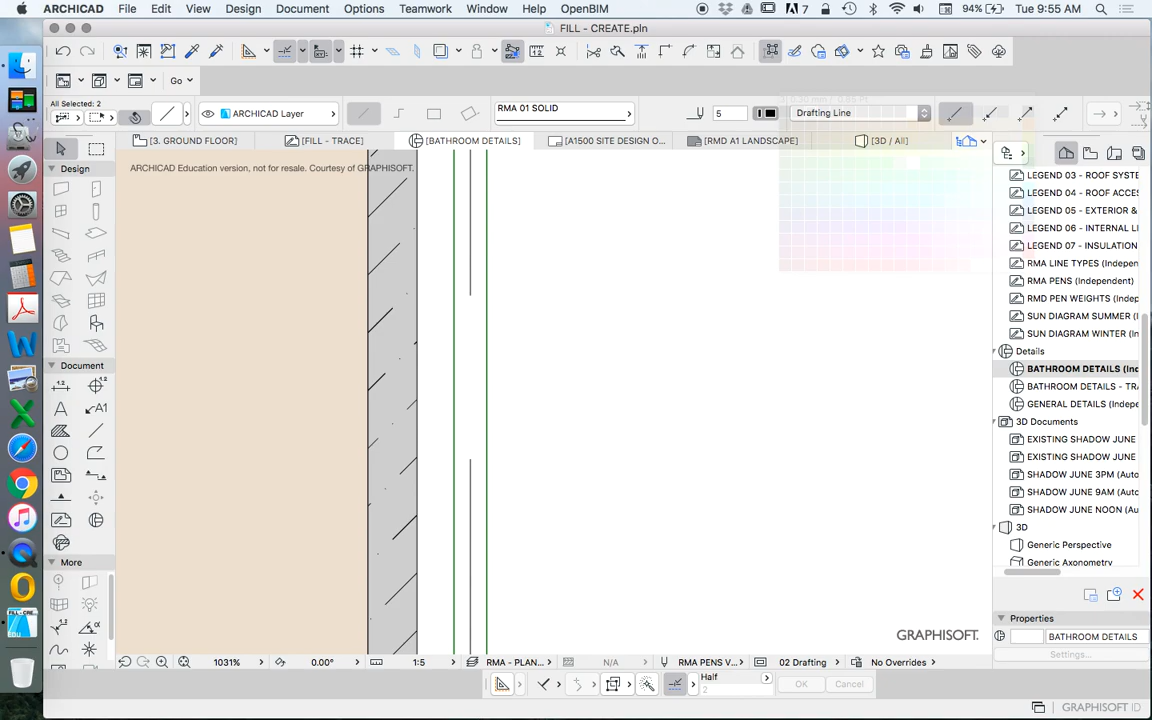 ARCHICAD File Edit View Design Document Options Teamwork Window Help OpenBIM 7 94% Tue 9:55 AM
FILL - CREATE.pln
Go
All Selected: 2
ARCHICAD Layer
RMA 01 SOLID
5
Drafting Line
[3. GROUND FLOOR] [FILL - TRACE] [BATHROOM DETAILS] [A1500 SITE DESIGN O... [RMD A1 LANDSCAPE] [3D / All]
ARCHICAD Education version, not for resale. Courtesy of GRAPHISOFT.
Design
Document
More
LEGEND 03 - ROOF SYSTE
LEGEND 04 - ROOF ACCES
LEGEND 05 - EXTERIOR &
LEGEND 06 - INTERNAL LI
LEGEND 07 - INSULATION
RMA LINE TYPES (Indepen
RMA PENS (Independent)
RMD PEN WEIGHTS (Indep
SUN DIAGRAM SUMMER (I
SUN DIAGRAM WINTER (In
Details
BATHROOM DETAILS (Ind
BATHROOM DETAILS - TRA
GENERAL DETAILS (Indepe
3D Documents
EXISTING SHADOW JUNE
EXISTING SHADOW JUNE
SHADOW JUNE 3PM (Auto
SHADOW JUNE 9AM (Auto
SHADOW JUNE NOON (Au
3D
Generic Perspective
Generic Axonometry
Properties
BATHROOM DETAILS
Settings...
GRAPHISOFT.
1031% 0.00° 1:5 RMA - PLAN... N/A RMA PENS V... 02 Drafting No Overrides
Half
2
OK Cancel
GRAPHISOFT ID